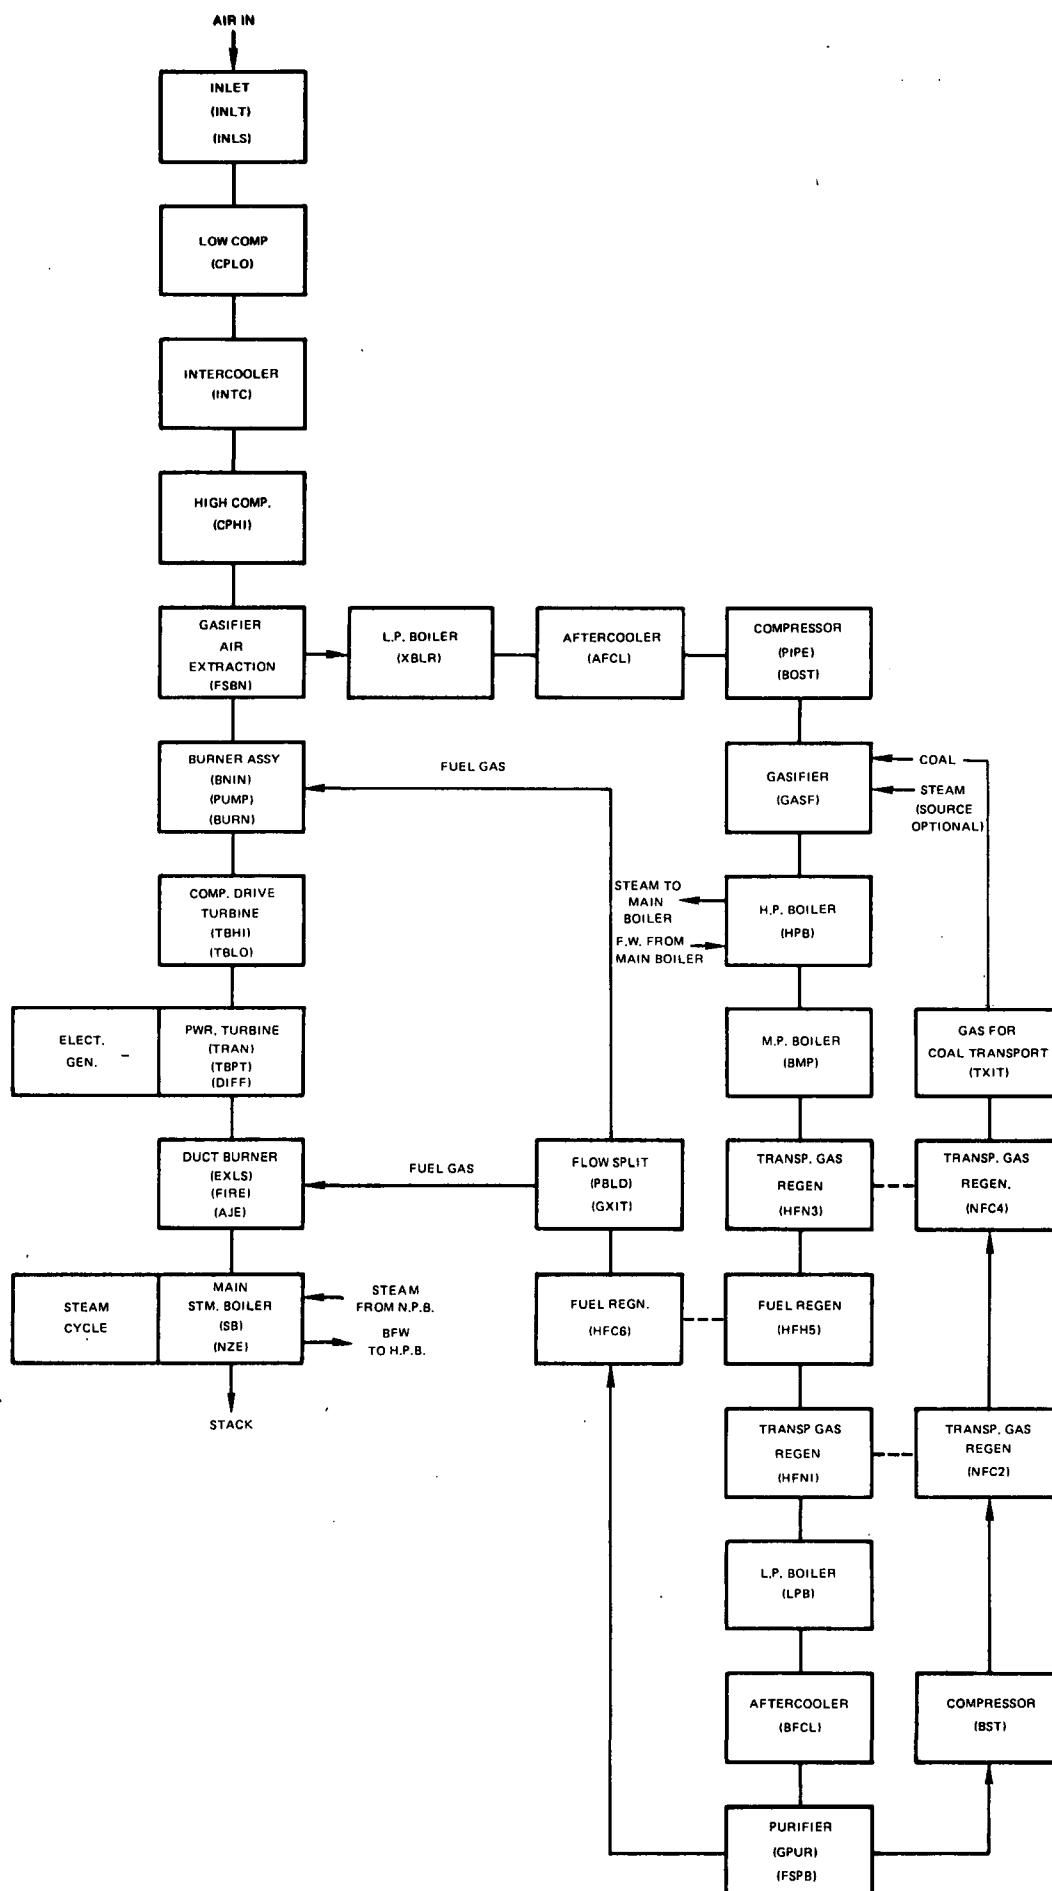 AIR IN
INLET
(INLT)
(INLS)
LOW COMP
(CPLO)
INTERCOOLER
(INTC)
HIGH COMP.
(CPHI)
GASIFIER
AIR
EXTRACTION
(FSBN)
L.P. BOILER
(XBLR)
AFTERCOOLER
(AFCL)
COMPRESSOR
(PIPE)
(BOST)
BURNER ASSY
(BNIN)
(PUMP)
(BURN)
FUEL GAS
GASIFIER
(GASF)
COAL
STEAM
(SOURCE
OPTIONAL)
COMP. DRIVE
TURBINE
(TBHI)
(TBLO)
STEAM TO
MAIN
BOILER
F.W. FROM
MAIN BOILER
H.P. BOILER
(HPB)
ELECT.
GEN.
PWR. TURBINE
(TRAN)
(TBPT)
(DIFF)
M.P. BOILER
(BMP)
GAS FOR
COAL TRANSPORT
(TXIT)
DUCT BURNER
(EXLS)
(FIRE)
(AJE)
FUEL GAS
FLOW SPLIT
(PBLD)
(GXIT)
TRANSP. GAS
REGEN
(HFN3)
TRANSP. GAS
REGEN.
(NFC4)
STEAM
CYCLE
MAIN
STM. BOILER
(SB)
(NZE)
STEAM
FROM N.P.B.
BFW
TO H.P.B.
FUEL REGN.
(HFC6)
FUEL REGEN
(HFH5)
STACK
TRANSP GAS
REGEN
(HFN1)
TRANSP. GAS
REGEN
(NFC2)
L.P. BOILER
(LPB)
AFTERCOOLER
(BFCL)
COMPRESSOR
(BST)
PURIFIER
(GPUR)
(FSPB)